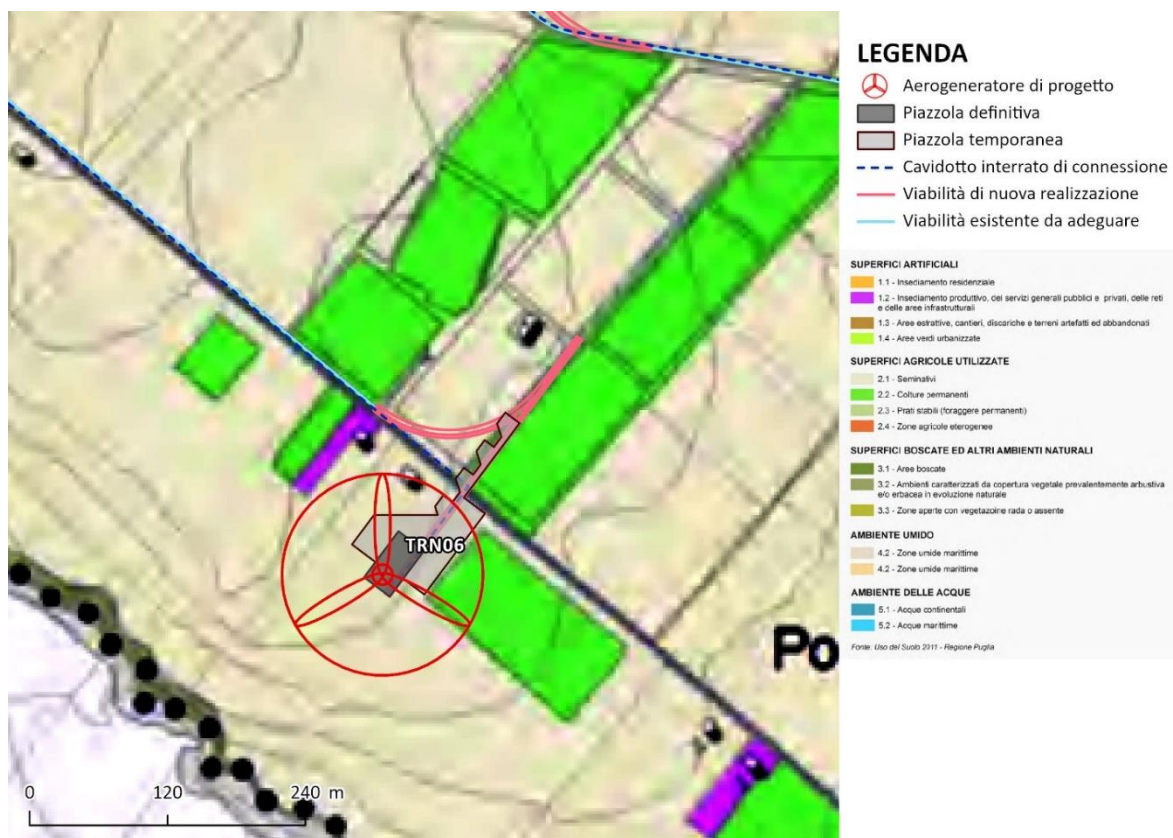 TRN06
Po
0
120
240 m
LEGENDA
Aerogeneratore di progetto
Piazzola definitiva
Piazzola temporanea
Cavidotto interrato di connessione
Viabilità di nuova realizzazione
Viabilità esistente da adeguare
SUPERFICI ARTIFICIALI
1.1 - Insediamento residenziale
1.2 - Insediamento produttivo, dei servizi generali pubblici e privati, delle reti
e delle aree infrastrutturali
1.3 - Aree estrattive, cantieri, discariche e terreni artefatti ed abbandonati
1.4 - Aree verdi urbanizzate
SUPERFICI AGRICOLE UTILIZZATE
2.1 - Seminativi
2.2 - Colture permanenti
2.3 - Prati stabili (foraggere permanenti)
2.4 - Zone agricole eterogenee
SUPERFICI BOSCATE ED ALTRI AMBIENTI NATURALI
3.1 - Aree boscate
3.2 - Ambienti caratterizzati da copertura vegetale prevalentemente arbustiva
e/o erbacea in evoluzione naturale
3.3 - Zone aperte con vegetazoine rada o assente
AMBIENTE UMIDO
4.2 - Zone umide marittime
4.2 - Zone umide marittime
AMBIENTE DELLE ACQUE
5.1 - Acque continentali
5.2 - Acque marittime
Fonte: Uso del Suolo 2011 - Regione Puglia